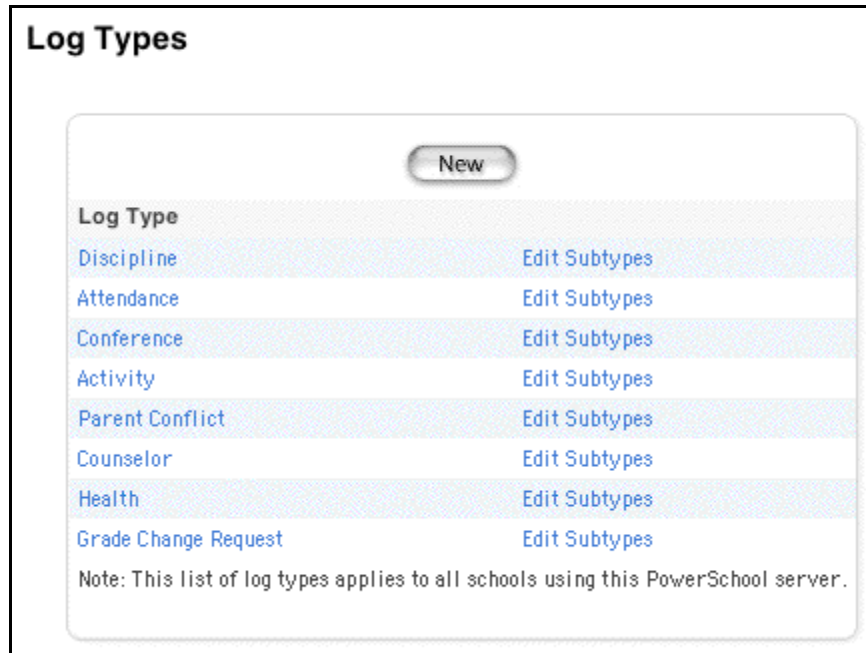 Log Types
New
Log Type
Discipline Edit Subtypes
Attendance Edit Subtypes
Conference Edit Subtypes
Activity Edit Subtypes
Parent Conflict Edit Subtypes
Counselor Edit Subtypes
Health Edit Subtypes
Grade Change Request Edit Subtypes
Note: This list of log types applies to all schools using this PowerSchool server.